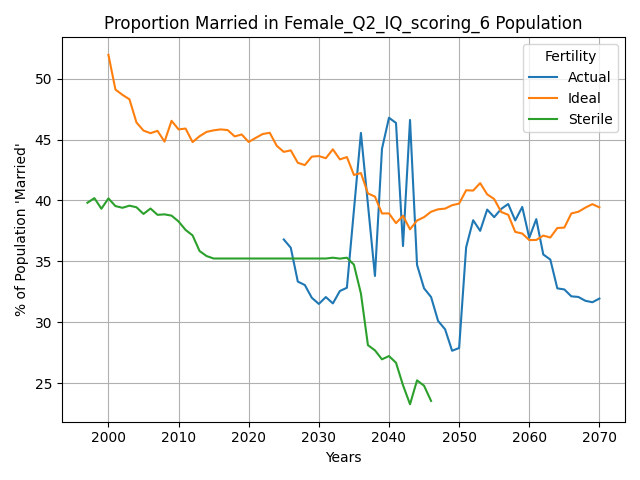 Proportion Married in Female_Q2_IQ_scoring_6 Population
Fertility
Actual
Ideal
Sterile
% of Population 'Married'
50
45
40
35
30
25
2000
2010
2020
2030
2040
2050
2060
2070
Years